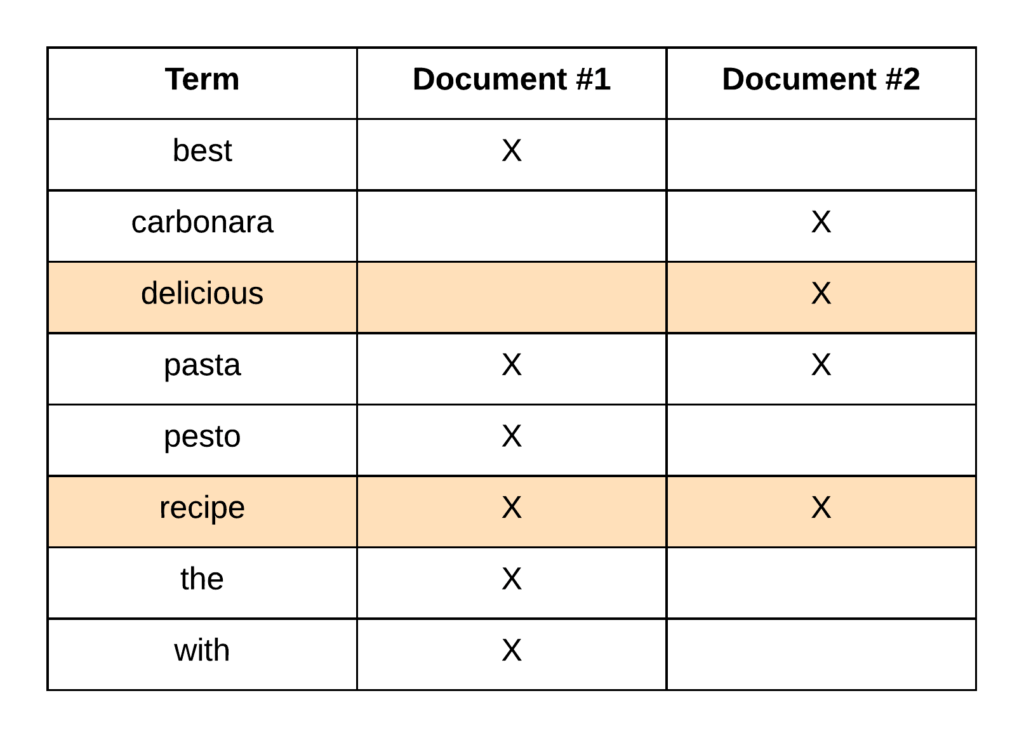 Term Document #1 Document #2
best X
carbonara X
delicious X
pasta X X
pesto X
recipe X X
the X
with X